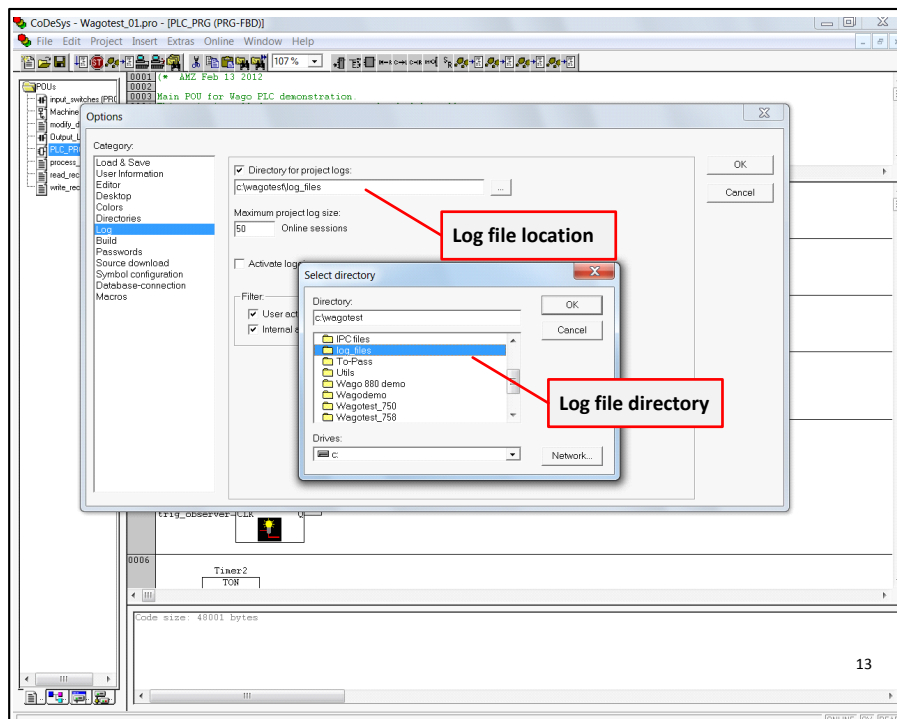 CoDeSys - Wagotest_01.pro - [PLC_PRG (PRG-FBD)]
File Edit Project Insert Extras Online Window Help
107 %
POUs
input_switches (PRG
Machine
modify_d
Output_L
PLC_PR
process_
read_rec
write_rec
0001 (* AMZ Feb 13 2012
0002
0003 Main POU for Wago PLC demonstration.
Options
Category:
Load & Save
User Information
Editor
Desktop
Colors
Directories
Log
Build
Passwords
Source download
Symbol configuration
Database-connection
Macros
Directory for project logs:
c:\wagotest\log_files
...
OK
Cancel
Maximum project log size:
50 Online sessions
Log file location
Activate log
Filter:
User act
Internal a
Select directory
Directory:
c:\wagotest
OK
Cancel
IPC files
log_files
To-Pass
Utils
Wago 880 demo
Wagodemo
Wagotest_750
Wagotest_758
Log file directory
Drives:
c:
Network...
trig_observer CLK Q
0006
Timer2
TON
Code size: 48001 bytes
13